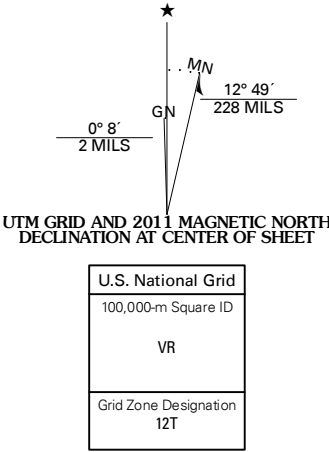 ★
MN
GN
12° 49´
228 MILS
0° 8´
2 MILS
UTM GRID AND 2011 MAGNETIC NORTH
DECLINATION AT CENTER OF SHEET
U.S. National Grid
100,000-m Square ID
VR
Grid Zone Designation
12T